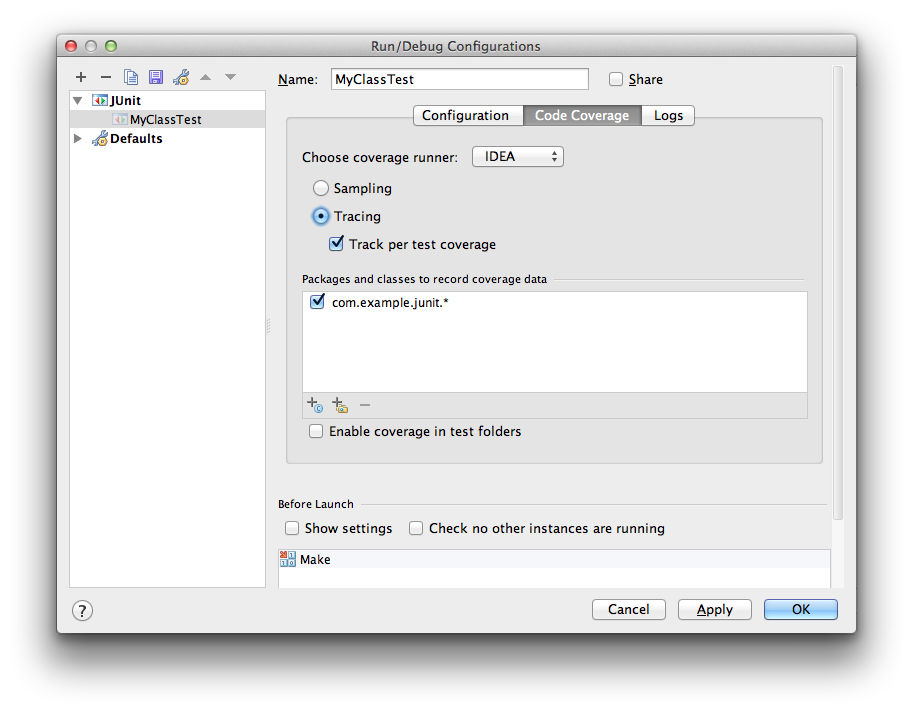 Run/Debug Configurations
JUnit
MyClassTest
Defaults
Name: MyClassTest Share
Configuration Code Coverage Logs
Choose coverage runner: IDEA
Sampling
Tracing
Track per test coverage
Packages and classes to record coverage data
com.example.junit.*
Enable coverage in test folders
Before Launch
Show settings Check no other instances are running
Make
? Cancel Apply OK